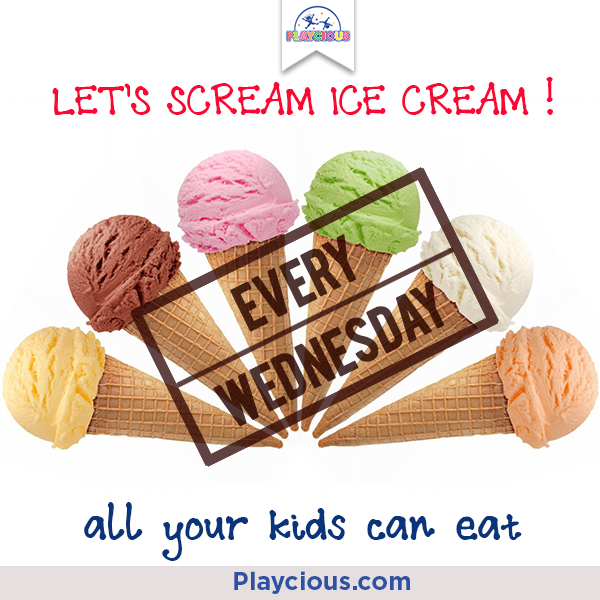 PLAYCIOUS
LET'S SCREAM ICE CREAM !
EVERY
WEDNESDAY
all your kids can eat
Playcious.com